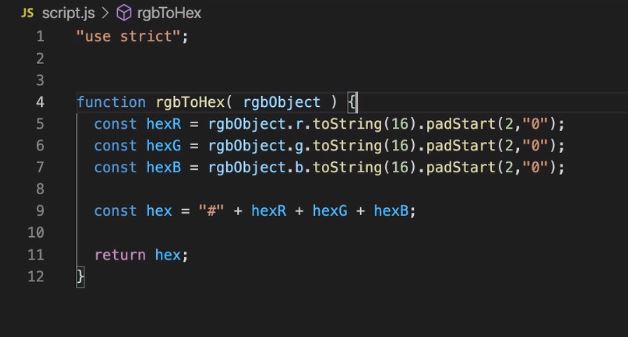 JS script.js > rgbToHex
1 "use strict";
2
3
4 function rgbToHex( rgbObject ) {
5   const hexR = rgbObject.r.toString(16).padStart(2,"0");
6   const hexG = rgbObject.g.toString(16).padStart(2,"0");
7   const hexB = rgbObject.b.toString(16).padStart(2,"0");
8
9   const hex = "#" + hexR + hexG + hexB;
10
11   return hex;
12 }